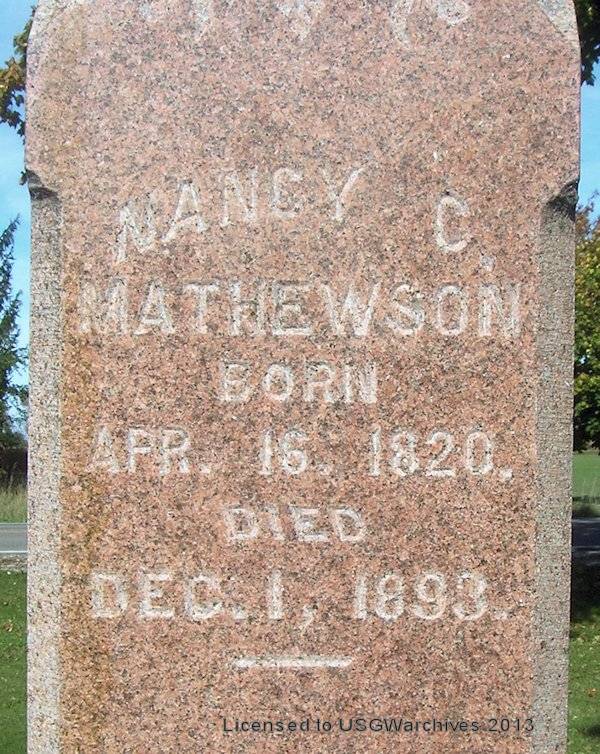 NANCY C.
MATHEWSON
BORN
APR. 16. 1820.
DIED
DEC. 1, 1893.
Licensed to USGWarchives 2013